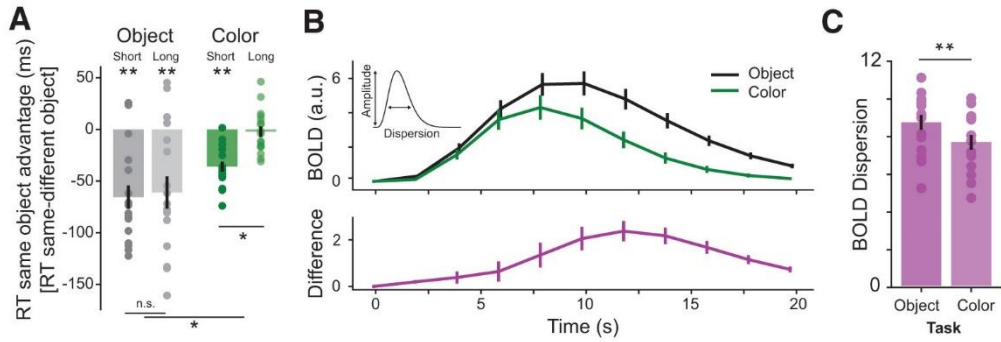 A
Object Color
Short Long Short Long
** ** **
RT same object advantage (ms)
[RT same-different object]
50
0
-50
-100
-150
n.s.
*
*
B
Amplitude
Dispersion
Object
Color
BOLD (a.u.)
6
4
2
0
Difference
2
0
0 5 10 15 20
Time (s)
C
**
BOLD Dispersion
12
0
Object Color
Task